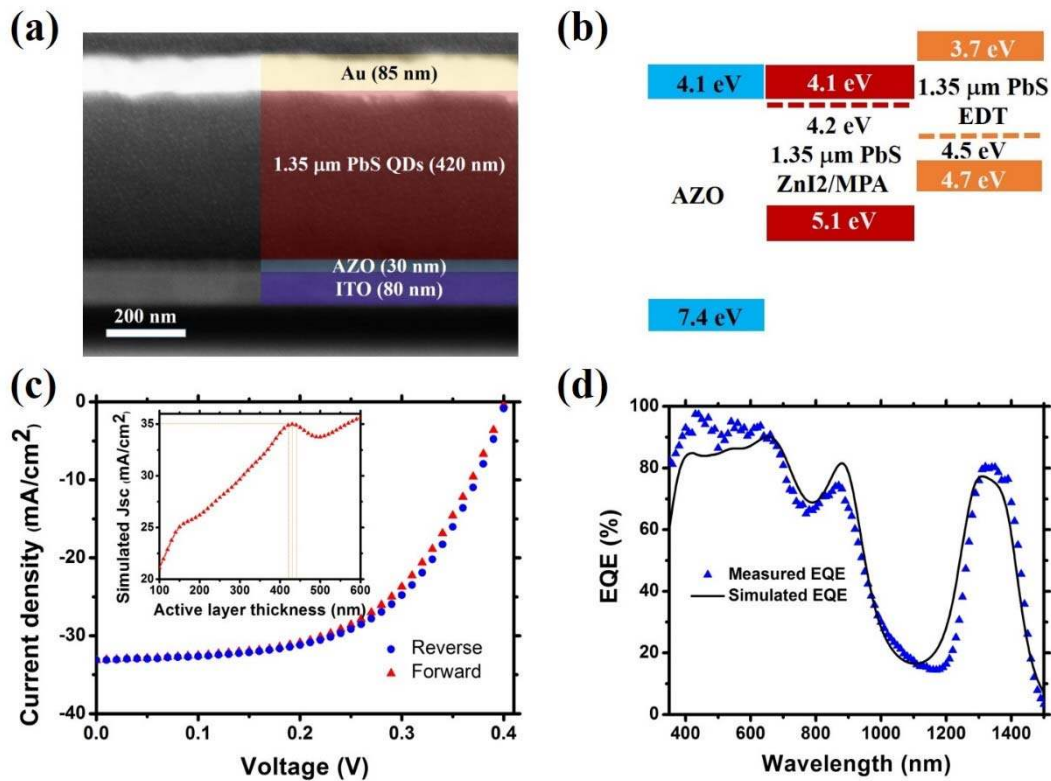 (a)
Au (85 nm)
1.35 μm PbS QDs (420 nm)
AZO (30 nm)
ITO (80 nm)
200 nm
(b)
3.7 eV
4.1 eV
4.1 eV
1.35 μm PbS
EDT
4.2 eV
1.35 μm PbS
ZnI2/MPA
4.5 eV
4.7 eV
AZO
5.1 eV
7.4 eV
(c)
Current density (mA/cm2)
0
-10
-20
-30
-40
0.0
0.1
0.2
0.3
0.4
Voltage (V)
Simulated Jsc (mA/cm2)
35
30
25
20
100
200
300
400
500
600
Active layer thickness (nm)
Reverse
Forward
(d)
EQE (%)
100
80
60
40
20
0
Measured EQE
Simulated EQE
400
600
800
1000
1200
1400
Wavelength (nm)